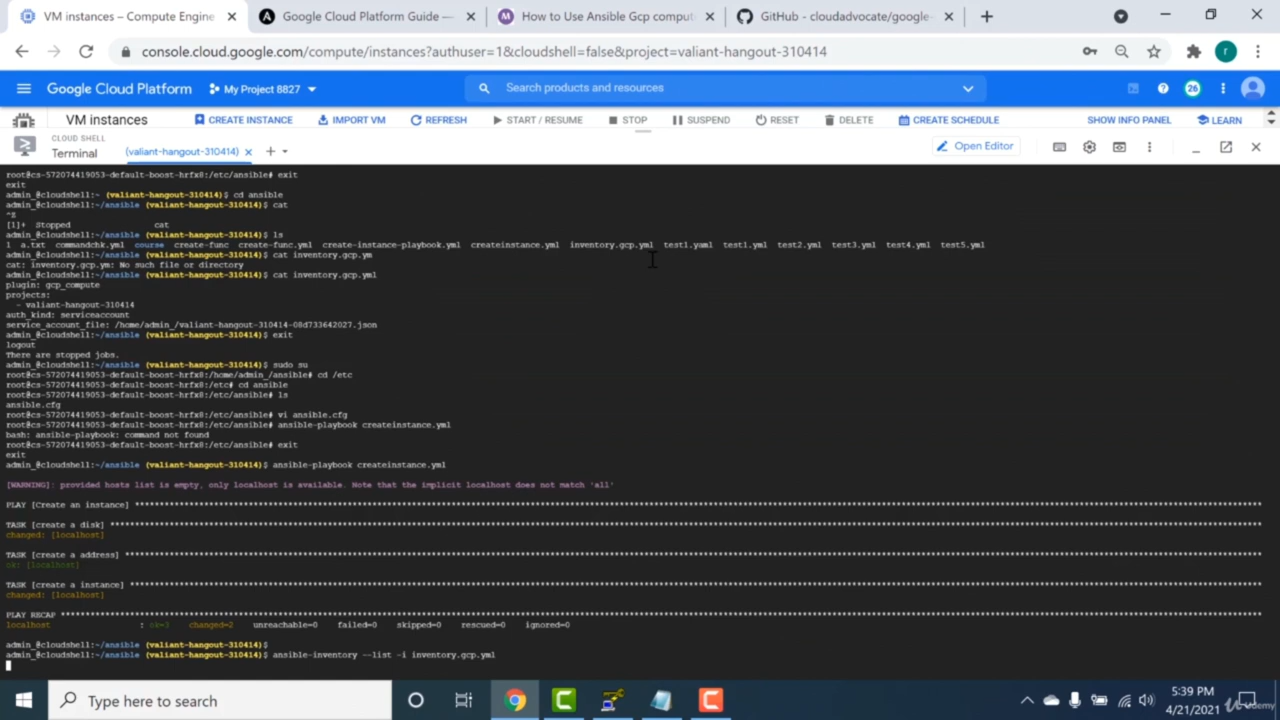 VM instances – Compute Engine
Google Cloud Platform Guide —
How to Use Ansible Gcp comput
GitHub - cloudadvocate/google-
console.cloud.google.com/compute/instances?authuser=1&cloudshell=false&project=valiant-hangout-310414
r
Google Cloud Platform
My Project 8827
Search products and resources
26
VM instances
CREATE INSTANCE
IMPORT VM
REFRESH
START / RESUME
STOP
SUSPEND
RESET
DELETE
CREATE SCHEDULE
SHOW INFO PANEL
LEARN
CLOUD SHELL
Terminal
(valiant-hangout-310414)
Open Editor
root@cs-572074419053-default-boost-hrfx8:/etc/ansible# exit
exit
admin_@cloudshell:~ (valiant-hangout-310414)$ cd ansible
admin_@cloudshell:~/ansible (valiant-hangout-310414)$ cat
^Z
[1]+  Stopped                 cat
admin_@cloudshell:~/ansible (valiant-hangout-310414)$ ls
1  a.txt  commandchk.yml  course  create-func  create-func.yml  create-instance-playbook.yml  createinstance.yml  inventory.gcp.yml  test1.yaml  test1.yml  test2.yml  test3.yml  test4.yml  test5.yml
admin_@cloudshell:~/ansible (valiant-hangout-310414)$ cat inventory.gcp.ym
cat: inventory.gcp.ym: No such file or directory
admin_@cloudshell:~/ansible (valiant-hangout-310414)$ cat inventory.gcp.yml
plugin: gcp_compute
projects:
  - valiant-hangout-310414
auth_kind: serviceaccount
service_account_file: /home/admin_/valiant-hangout-310414-08d733642027.json
admin_@cloudshell:~/ansible (valiant-hangout-310414)$ exit
logout
There are stopped jobs.
admin_@cloudshell:~/ansible (valiant-hangout-310414)$ sudo su
root@cs-572074419053-default-boost-hrfx8:/home/admin_/ansible# cd /etc
root@cs-572074419053-default-boost-hrfx8:/etc# cd ansible
root@cs-572074419053-default-boost-hrfx8:/etc/ansible# ls
ansible.cfg
root@cs-572074419053-default-boost-hrfx8:/etc/ansible# vi ansible.cfg
root@cs-572074419053-default-boost-hrfx8:/etc/ansible# ansible-playbook createinstance.yml
bash: ansible-playbook: command not found
root@cs-572074419053-default-boost-hrfx8:/etc/ansible# exit
exit
admin_@cloudshell:~/ansible (valiant-hangout-310414)$ ansible-playbook createinstance.yml
[WARNING]: provided hosts list is empty, only localhost is available. Note that the implicit localhost does not match 'all'
PLAY [Create an instance] ****
TASK [create a disk] ****
changed: [localhost]
TASK [create a address] ****
ok: [localhost]
TASK [create a instance] ****
changed: [localhost]
PLAY RECAP ****
localhost                  : ok=3    changed=2    unreachable=0    failed=0    skipped=0    rescued=0    ignored=0
admin_@cloudshell:~/ansible (valiant-hangout-310414)$
admin_@cloudshell:~/ansible (valiant-hangout-310414)$ ansible-inventory --list -i inventory.gcp.yml
Type here to search
5:39 PM
4/21/2021
Udemy